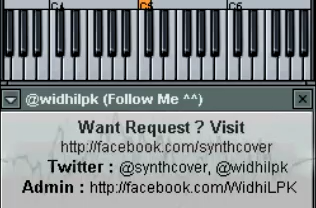 C4 C5 C6
@widhilpk (Follow Me ^^)
Want Request ? Visit
http://facebook.com/synthcover
Twitter : @synthcover, @widhilpk
Admin : http://facebook.com/WidhiLPK